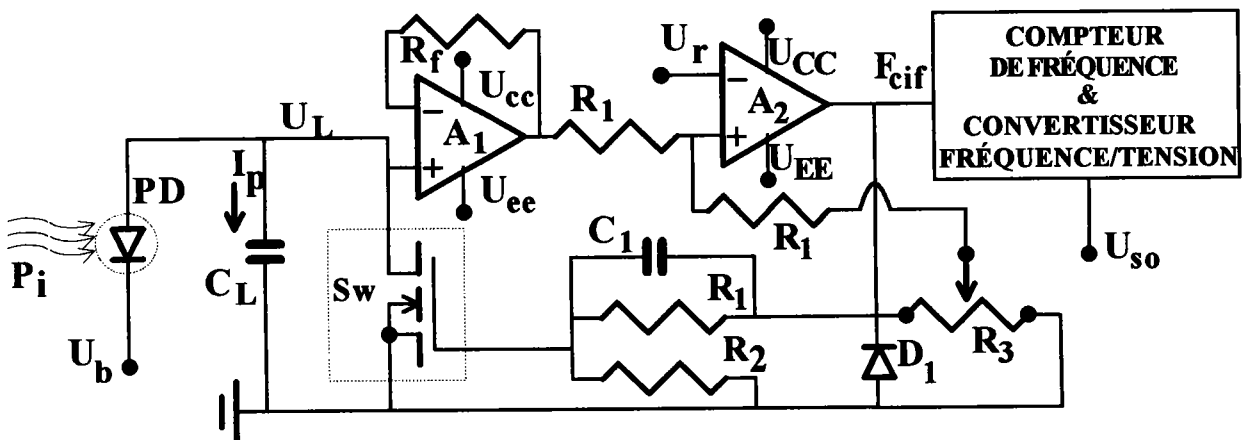 R_f
U_cc
U_L
A_1
U_ee
R_1
U_r
U_CC
A_2
U_EE
F_cif
COMPTEUR
DE FRÉQUENCE
&
CONVERTISSEUR
FRÉQUENCE/TENSION
PD
I_p
P_i
C_L
U_b
Sw
C_1
R_1
R_1
R_2
D_1
R_3
U_so